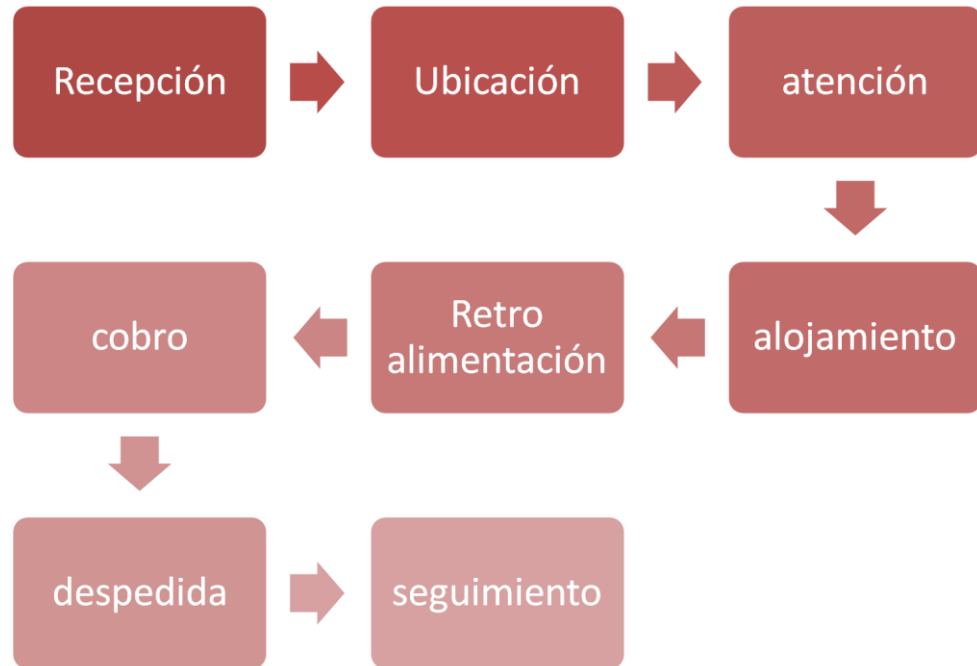 Recepción
Ubicación
atención
alojamiento
Retro
alimentación
cobro
despedida
seguimiento